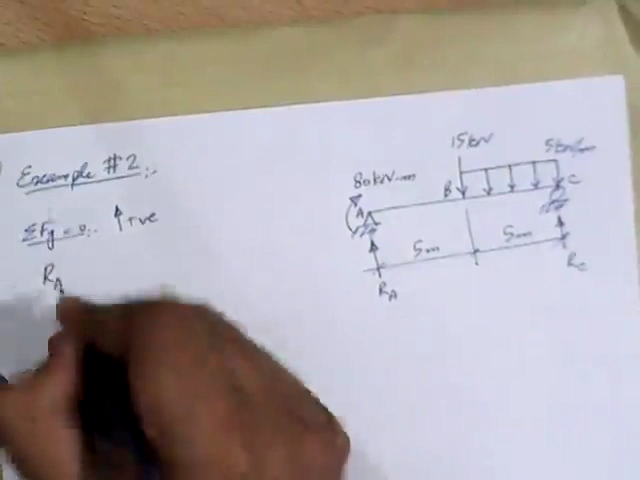 Example #2:-
ΣFy = 0:- ↑+ve
RA
15kN
5kN/m
80kN-m
A
B
C
5m
5m
RA
RC